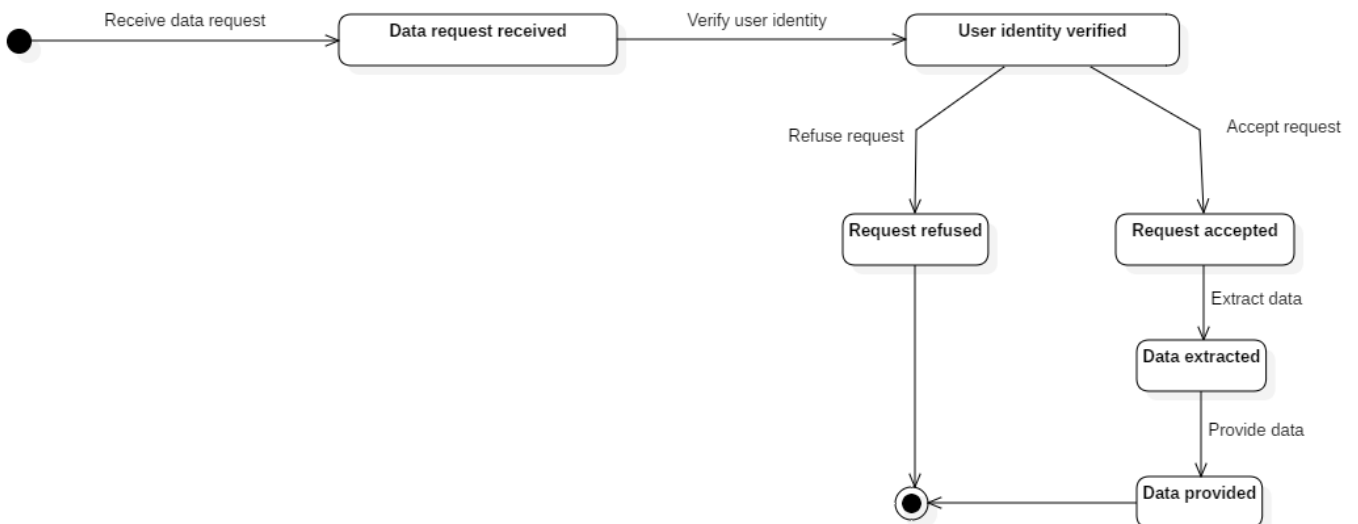 Receive data request
Data request received
Verify user identity
User identity verified
Refuse request
Accept request
Request refused
Request accepted
Extract data
Data extracted
Provide data
Data provided